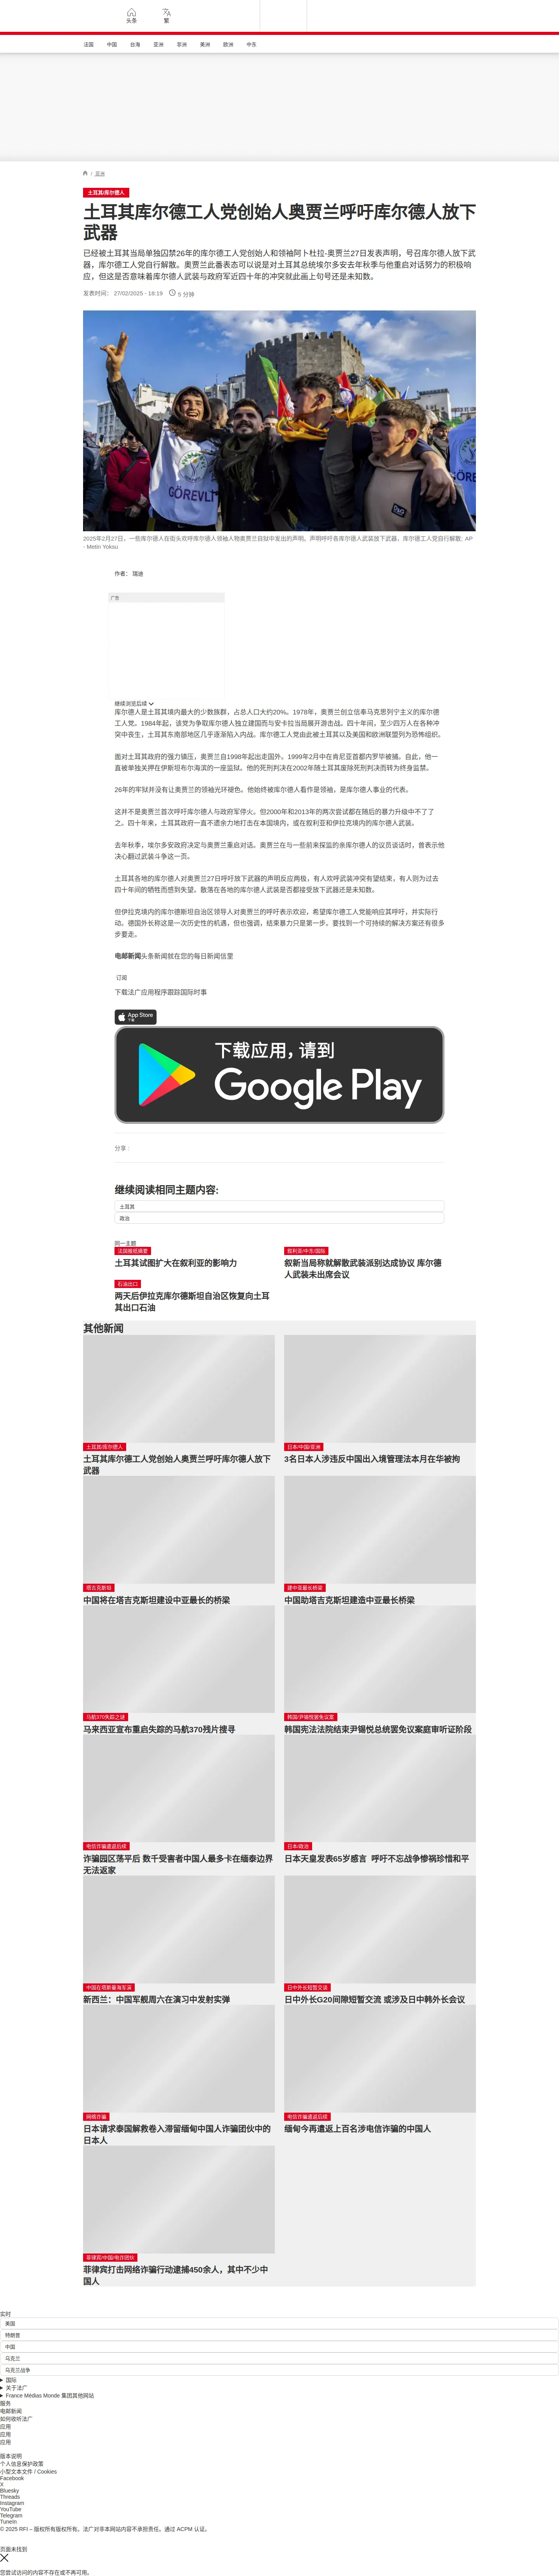 头条
繁
法国 中国 台海 亚洲 非洲 美洲 欧洲 中东
/ 亚洲
土耳其/库尔德人
土耳其库尔德工人党创始人奥贾兰呼吁库尔德人放下
武器
已经被土耳其当局单独囚禁26年的库尔德工人党创始人和领袖阿卜杜拉-奥贾兰27日发表声明，号召库尔德人放下武
器，库尔德工人党自行解散。奥贾兰此番表态可以说是对土耳其总统埃尔多安去年秋季与他重启对话努力的积极响
应，但这是否意味着库尔德人武装与政府军近四十年的冲突就此画上句号还是未知数。
发表时间： 27/02/2025 - 18:19 5 分钟
GÖREVLİ
GÖREVLİ
2025年2月27日，一些库尔德人在街头欢呼库尔德人领袖人物奥贾兰自狱中发出的声明。声明呼吁各库尔德人武装放下武器，库尔德工人党自行解散; AP
- Metin Yoksu
作者： 瑞迪
广告
继续浏览后续
库尔德人是土耳其境内最大的少数族群，占总人口大约20%。1978年，奥贾兰创立信奉马克思列宁主义的库尔德
工人党。1984年起，该党为争取库尔德人独立建国而与安卡拉当局展开游击战。四十年间，至少四万人在各种冲
突中丧生，土耳其东南部地区几乎逐渐陷入内战。库尔德工人党由此被土耳其以及美国和欧洲联盟列为恐怖组织。
面对土耳其政府的强力镇压，奥贾兰自1998年起出走国外。1999年2月中在肯尼亚首都内罗毕被捕。自此，他一
直被单独关押在伊斯坦布尔海滨的一座监狱。他的死刑判决在2002年随土耳其废除死刑判决而转为终身监禁。
26年的牢狱并没有让奥贾兰的领袖光环褪色。他始终被库尔德人看作是领袖，是库尔德人事业的代表。
这并不是奥贾兰首次呼吁库尔德人与政府军停火。但2000年和2013年的两次尝试都在随后的暴力升级中不了了
之。四十年来，土耳其政府一直不遗余力地打击在本国境内，或在叙利亚和伊拉克境内的库尔德人武装。
去年秋季，埃尔多安政府决定与奥贾兰重启对话。奥贾兰在与一些前来探监的亲库尔德人的议员谈话时，曾表示他
决心翻过武装斗争这一页。
土耳其各地的库尔德人对奥贾兰27日呼吁放下武器的声明反应两极，有人欢呼武装冲突有望结束，有人则为过去
四十年间的牺牲而感到失望。散落在各地的库尔德人武装是否都接受放下武器还是未知数。
但伊拉克境内的库尔德斯坦自治区领导人对奥贾兰的呼吁表示欢迎，希望库尔德工人党能响应其呼吁，并实际行
动。德国外长称这是一次历史性的机遇，但也强调，结束暴力只是第一步。要找到一个可持续的解决方案还有很多
步要走。
电邮新闻头条新闻就在您的每日新闻信里
订阅
下载法广应用程序跟踪国际时事
App Store
下载
下载应用，请到
Google Play
分享 :
继续阅读相同主题内容:
土耳其
政治
同一主题
法国报纸摘要
土耳其试图扩大在叙利亚的影响力
叙利亚/中东/国际
叙新当局称就解散武装派别达成协议 库尔德
人武装未出席会议
石油出口
两天后伊拉克库尔德斯坦自治区恢复向土耳
其出口石油
其他新闻
土耳其/库尔德人
土耳其库尔德工人党创始人奥贾兰呼吁库尔德人放下
武器
日本/中国/亚洲
3名日本人涉违反中国出入境管理法本月在华被拘
塔吉克斯坦
中国将在塔吉克斯坦建设中亚最长的桥梁
建中亚最长桥梁
中国助塔吉克斯坦建造中亚最长桥梁
马航370失踪之谜
马来西亚宣布重启失踪的马航370残片搜寻
韩国/尹锡悦罢免议案
韩国宪法法院结束尹锡悦总统罢免议案庭审听证阶段
电信诈骗遣返后续
诈骗园区荡平后 数千受害者中国人最多卡在缅泰边界
无法返家
日本/政治
日本天皇发表65岁感言 呼吁不忘战争惨祸珍惜和平
中国在塔斯曼海军演
新西兰：中国军舰周六在演习中发射实弹
日中外长短暂交谈
日中外长G20间隙短暂交流 或涉及日中韩外长会议
网络诈骗
日本请求泰国解救卷入滞留缅甸中国人诈骗团伙中的
日本人
电信诈骗遣返后续
缅甸今再遣返上百名涉电信诈骗的中国人
菲律宾/中国/电诈团伙
菲律宾打击网络诈骗行动逮捕450余人，其中不少中
国人
实时
美国
特朗普
中国
乌克兰
乌克兰战争
国际
关于法广
France Médias Monde 集团其他网站
服务
电邮新闻
如何收听法广
应用
应用
应用
版本说明
个人信息保护政策
小型文本文件 / Cookies
Facebook
X
Bluesky
Threads
Instagram
YouTube
Telegram
TuneIn
© 2025 RFI – 版权所有版权所有。法广对非本网站内容不承担责任。通过 ACPM 认证。
页面未找到
您尝试访问的内容不存在或不再可用。